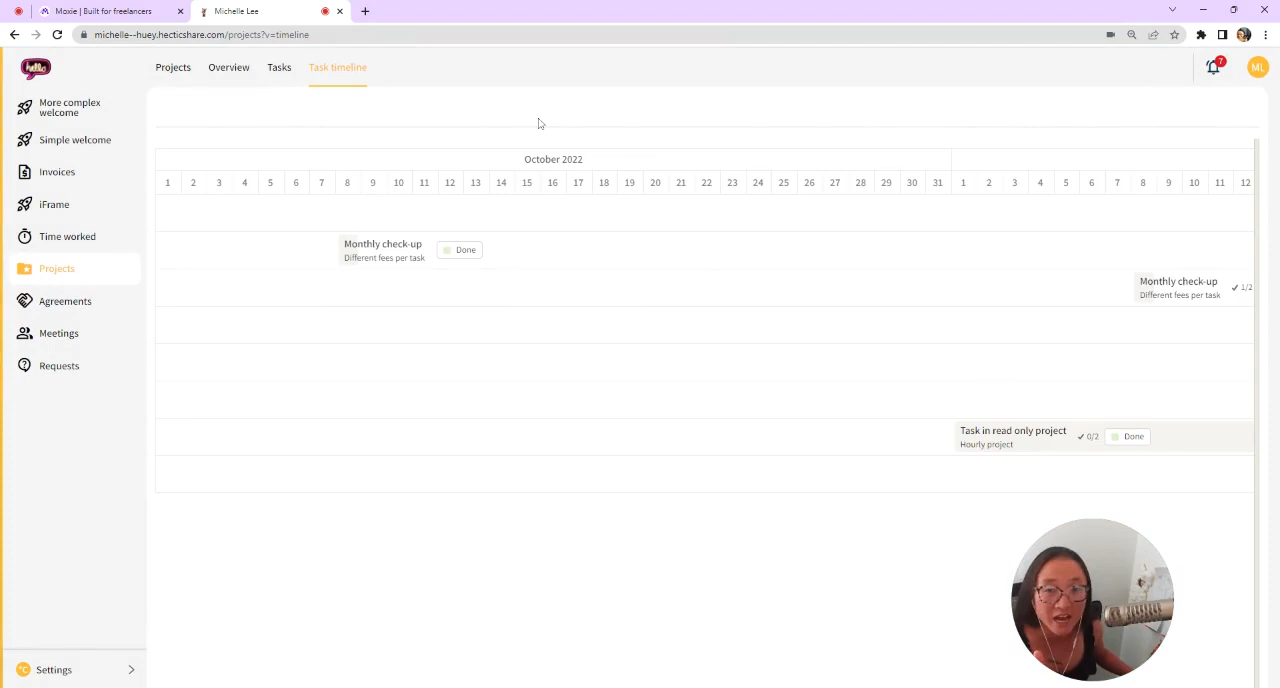 Moxie | Built for freelancers
Michelle Lee
michelle--huey.hecticshare.com/projects?v=timeline
hello
Projects
Overview
Tasks
Task timeline
7
ML
More complex
welcome
Simple welcome
Invoices
iFrame
Time worked
Projects
Agreements
Meetings
Requests
October 2022
1 2 3 4 5 6 7 8 9 10 11 12 13 14 15 16 17 18 19 20 21 22 23 24 25 26 27 28 29 30 31 1 2 3 4 5 6 7 8 9 10 11 12
Monthly check-up
Different fees per task
Done
Monthly check-up
Different fees per task
1/2
Task in read only project
Hourly project
0/2
Done
Settings